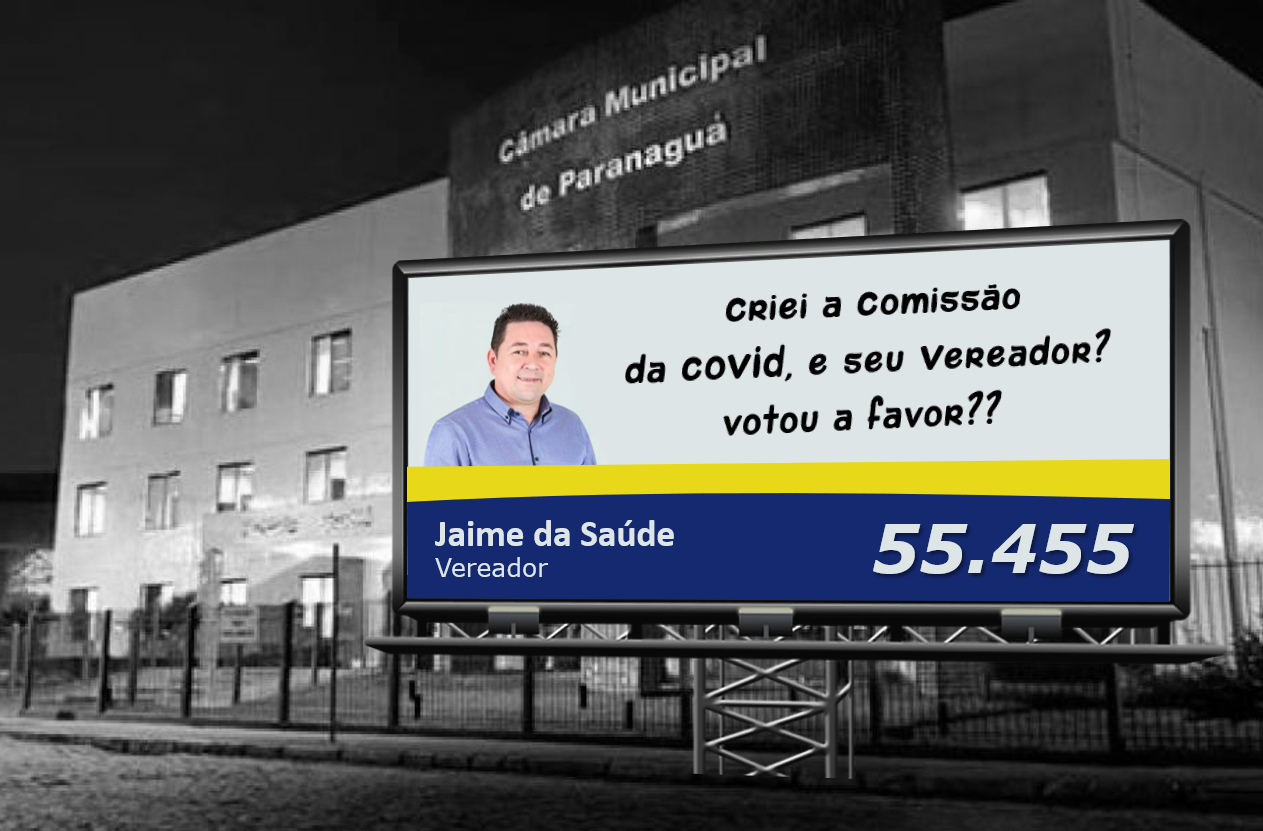 Câmara Municipal
de Paranaguá
Criei a Comissão
da COVID, e seu Vereador?
votou a favor??
Jaime da Saúde
Vereador
55.455